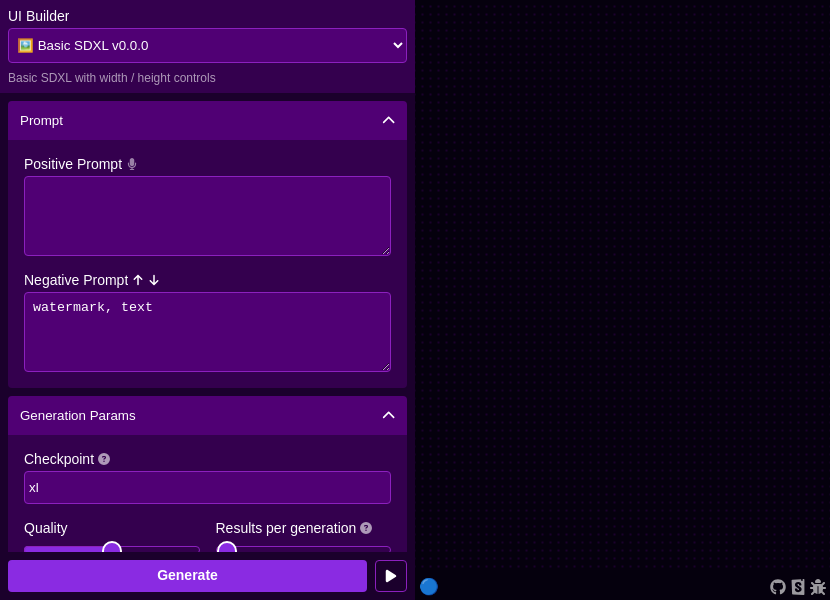 UI Builder
🖼️ Basic SDXL v0.0.0
Basic SDXL with width / height controls
Prompt
Positive Prompt
Negative Prompt
watermark, text
Generation Params
Checkpoint
xl
Quality
Results per generation
Generate